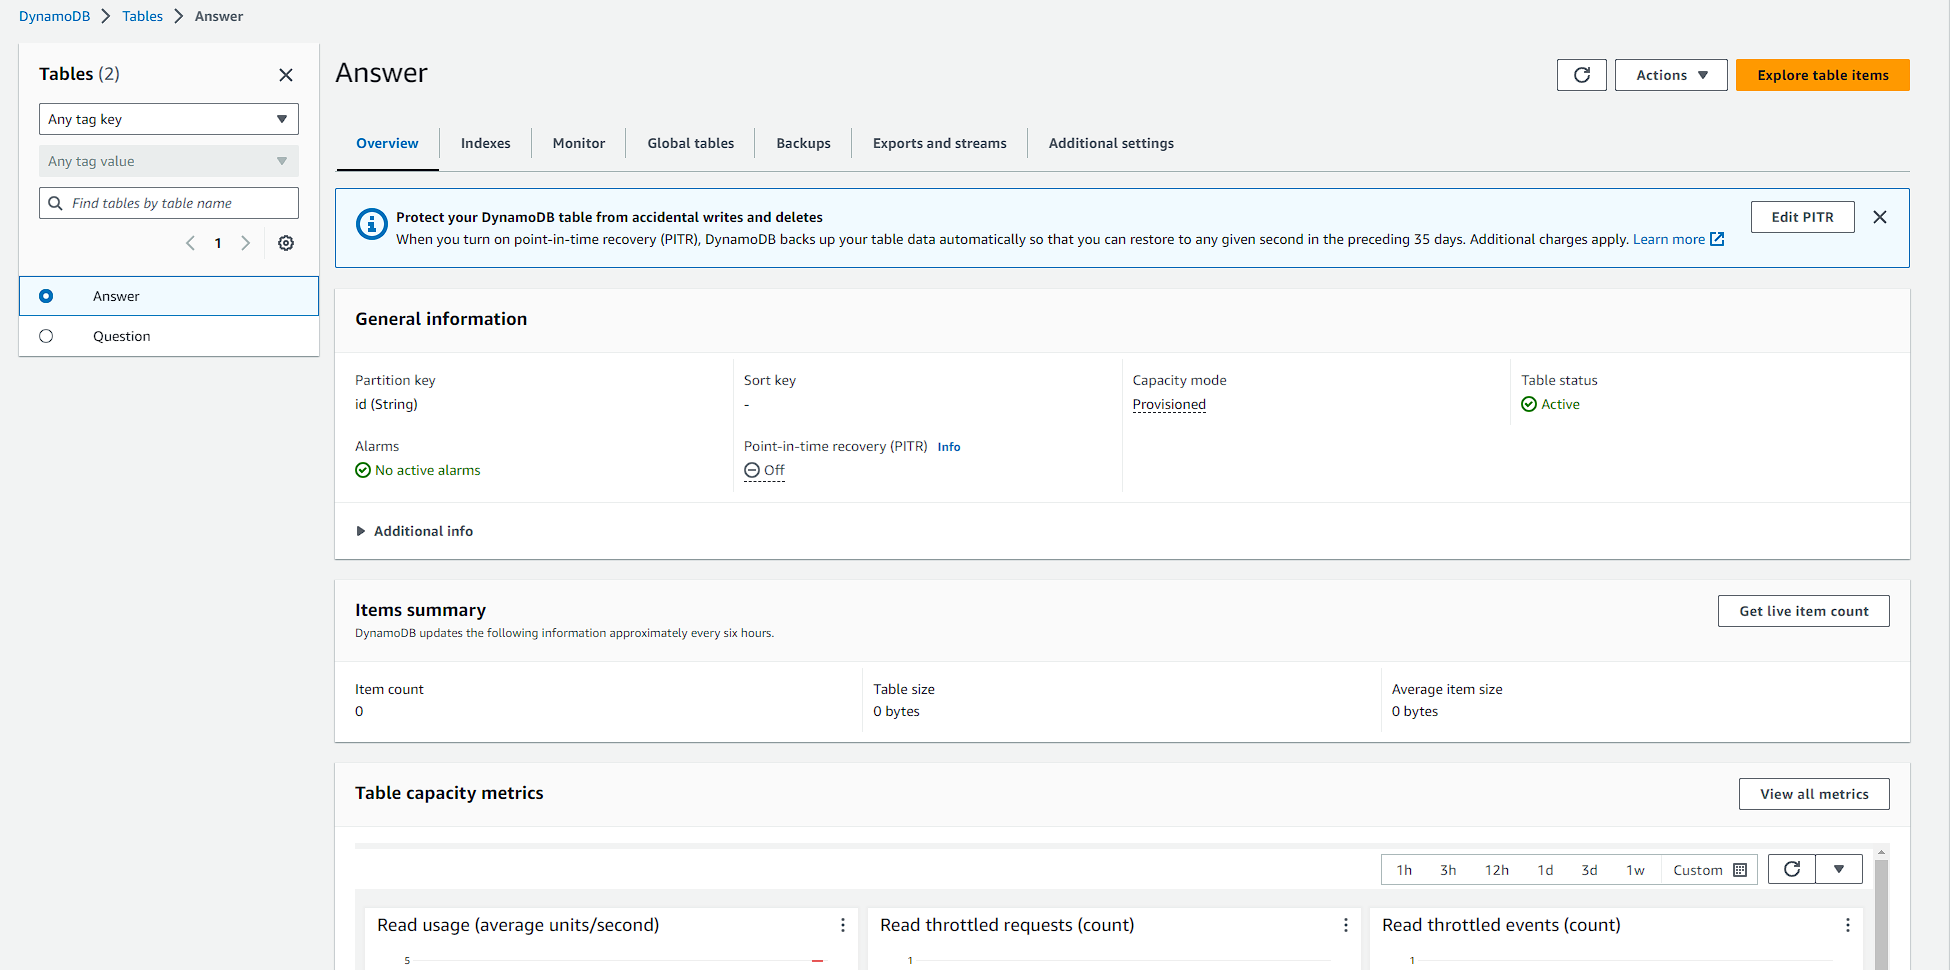 DynamoDB > Tables > Answer
Tables (2)
Any tag key
Any tag value
Find tables by table name
1
Answer
Question
Answer
Actions
Explore table items
Overview
Indexes
Monitor
Global tables
Backups
Exports and streams
Additional settings
Protect your DynamoDB table from accidental writes and deletes
When you turn on point-in-time recovery (PITR), DynamoDB backs up your table data automatically so that you can restore to any given second in the preceding 35 days. Additional charges apply. Learn more
Edit PITR
General information
Partition key
id (String)
Sort key
-
Capacity mode
Provisioned
Table status
Active
Alarms
No active alarms
Point-in-time recovery (PITR) Info
Off
Additional info
Items summary
DynamoDB updates the following information approximately every six hours.
Get live item count
Item count
0
Table size
0 bytes
Average item size
0 bytes
Table capacity metrics
View all metrics
1h 3h 12h 1d 3d 1w Custom
Read usage (average units/second)
5
Read throttled requests (count)
1
Read throttled events (count)
1